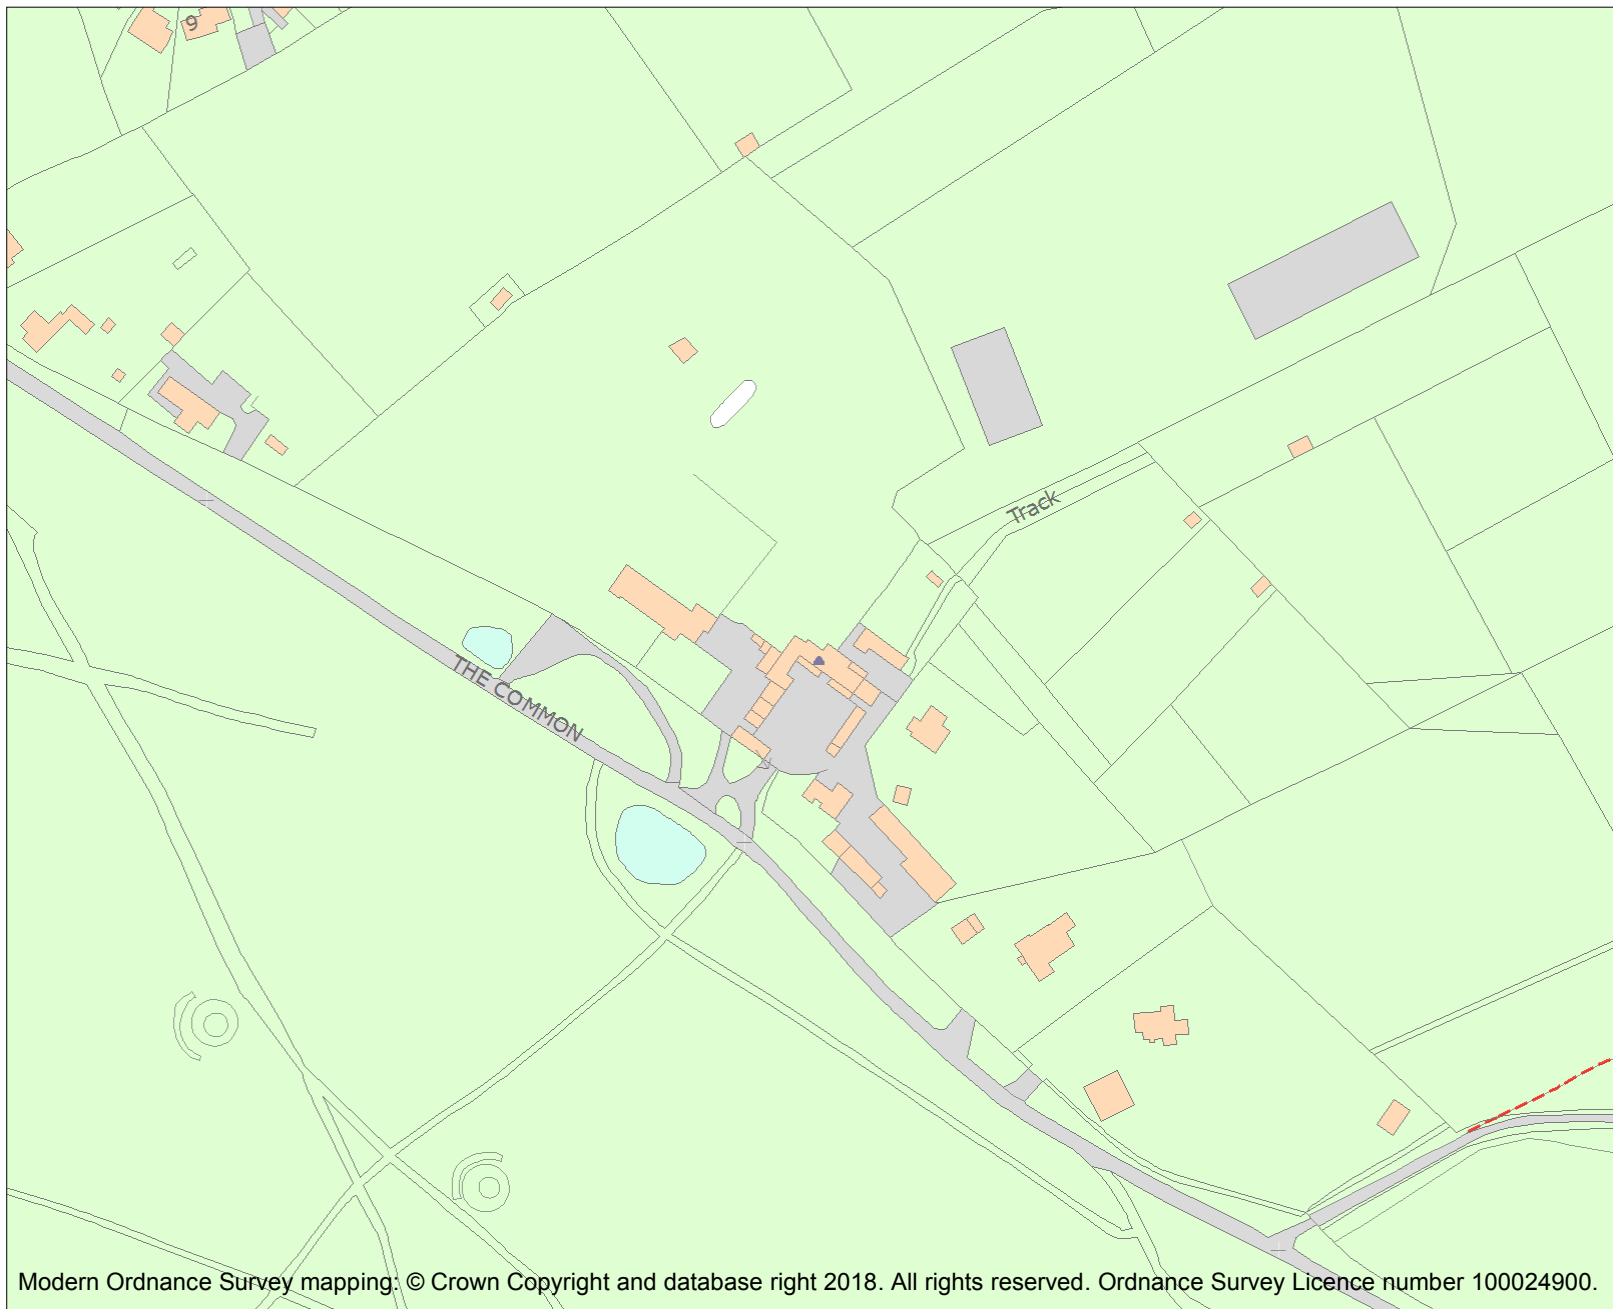 9
Track
THE COMMON
Modern Ordnance Survey mapping: © Crown Copyright and database right 2018. All rights reserved. Ordnance Survey Licence number 100024900.